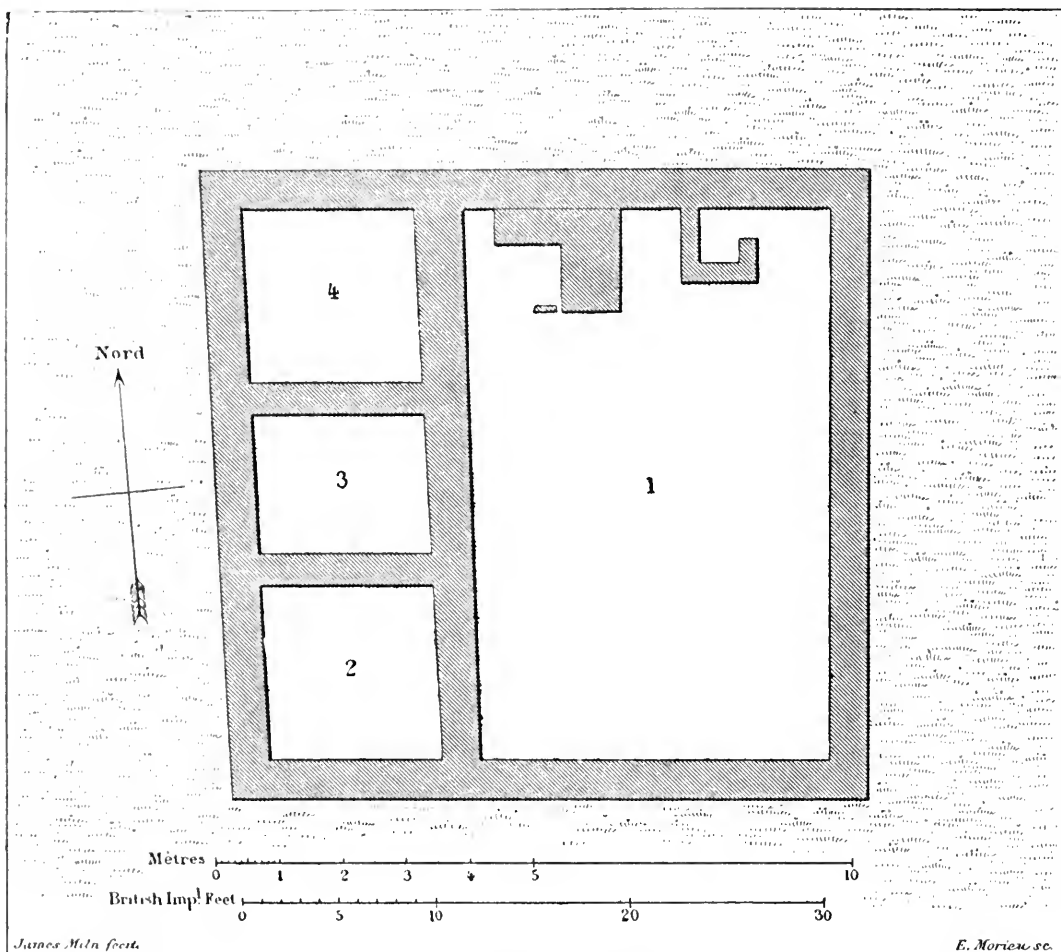 4
Nord
3
1
2
Mètres
0 1 2 3 4 5 10
British Imp.l Feet
0 5 10 20 30
James Miln fecit.
E. Morieu sc.